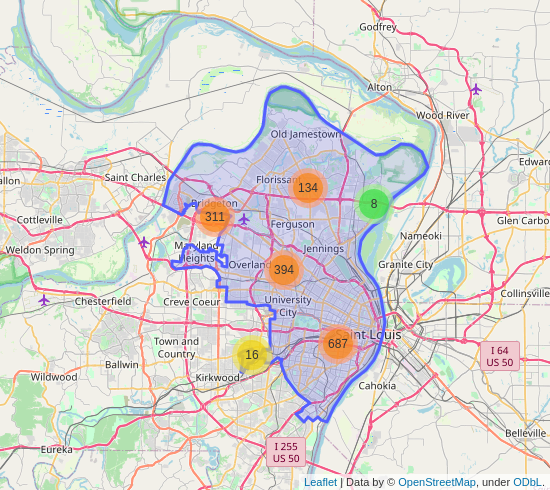 Godfrey
Alton
Wood River
Old Jamestown
Edward
Saint Charles
Florissant
134
allon
8
Bridgeton
311
Cottleville
Ferguson
Glen Carbo
Nameoki
Weldon Spring
Maryland
Heights
Jennings
Overland
394
Granite City
Chesterfield
Creve Coeur
University
City
Collinsville
Saint-Louis
687
Town and
Country
16
I 64
US 50
Ballwin
Wildwood
Kirkwood
Cahokia
Belleville
Eureka
I 255
US 50
Leaflet | Data by © OpenStreetMap, under ODbL.